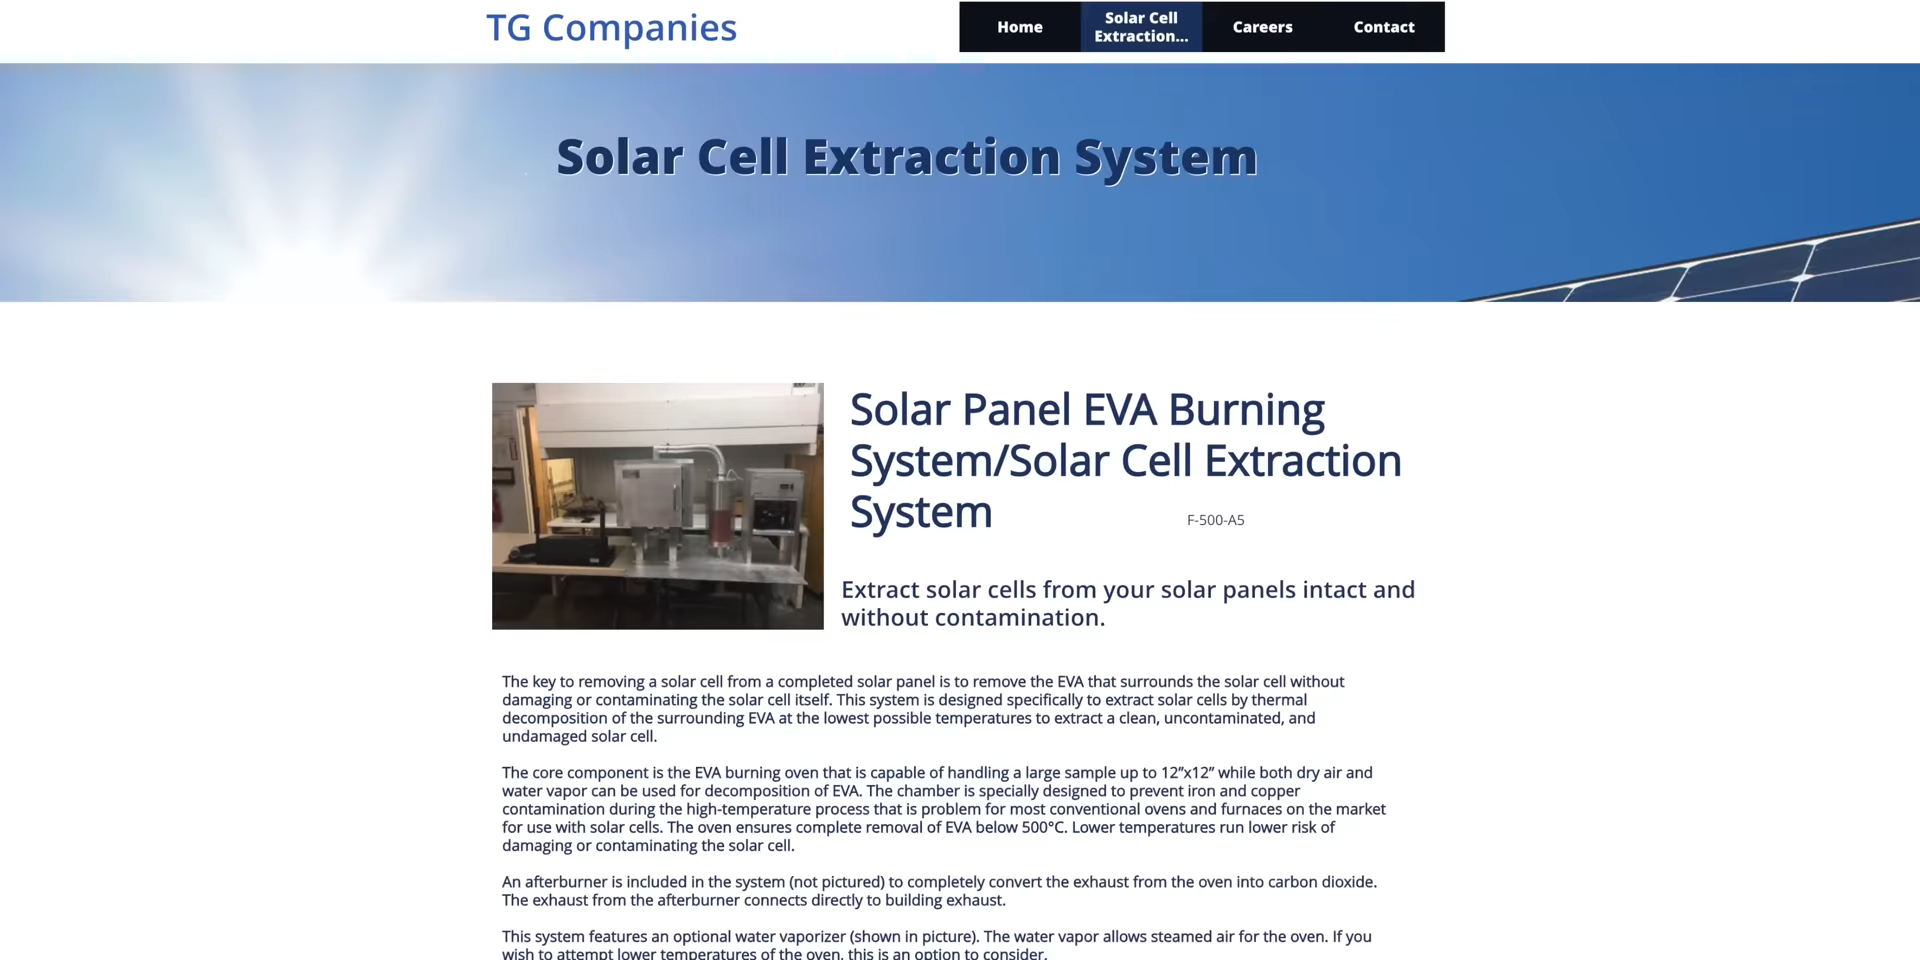 TG Companies
Home
Solar Cell
Extraction...
Careers
Contact
Solar Cell Extraction System
Solar Panel EVA Burning
System/Solar Cell Extraction
System
F-500-A5
Extract solar cells from your solar panels intact and
without contamination.
The key to removing a solar cell from a completed solar panel is to remove the EVA that surrounds the solar cell without
damaging or contaminating the solar cell itself. This system is designed specifically to extract solar cells by thermal
decomposition of the surrounding EVA at the lowest possible temperatures to extract a clean, uncontaminated, and
undamaged solar cell.
The core component is the EVA burning oven that is capable of handling a large sample up to 12”x12” while both dry air and
water vapor can be used for decomposition of EVA. The chamber is specially designed to prevent iron and copper
contamination during the high-temperature process that is problem for most conventional ovens and furnaces on the market
for use with solar cells. The oven ensures complete removal of EVA below 500°C. Lower temperatures run lower risk of
damaging or contaminating the solar cell.
An afterburner is included in the system (not pictured) to completely convert the exhaust from the oven into carbon dioxide.
The exhaust from the afterburner connects directly to building exhaust.
This system features an optional water vaporizer (shown in picture). The water vapor allows steamed air for the oven. If you
wish to attempt lower temperatures of the oven, this is an option to consider.